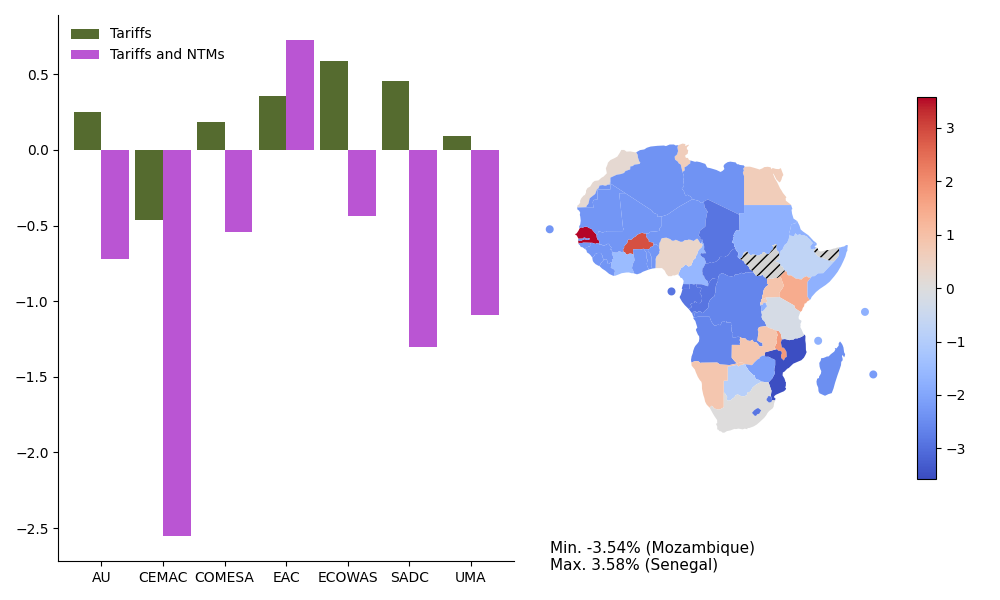 Tariffs
Tariffs and NTMs
0.5
0.0
−0.5
−1.0
−1.5
−2.0
−2.5
AU CEMAC COMESA EAC ECOWAS SADC UMA
3
2
1
0
−1
−2
−3
Min. -3.54% (Mozambique)
Max. 3.58% (Senegal)